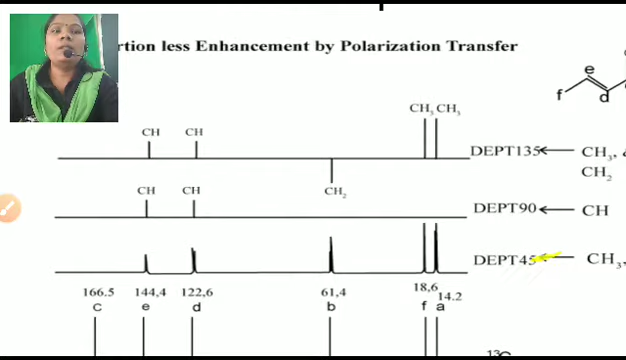 rtion less Enhancement by Polarization Transfer
e
f
d
CH₃ CH₃
CH CH
DEPT135 CH₃,
CH₂
CH CH CH₂
DEPT90 CH
DEPT45 CH₃,
166.5 144,4 122,6 61,4 18,6 14.2
c e d b f a
¹³C